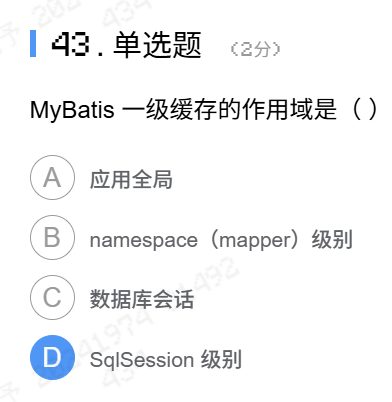 43.单选题 （2分）
MyBatis 一级缓存的作用域是（ ）
A 应用全局
B namespace（mapper）级别
C 数据库会话
D SqlSession 级别